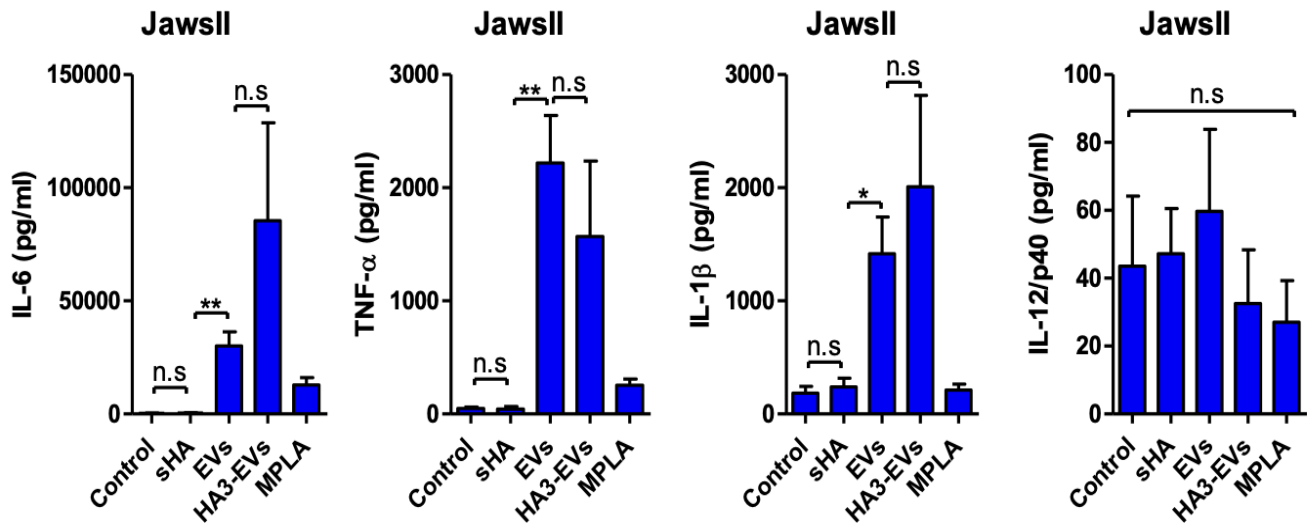 JawsII
IL-6 (pg/ml)
150000
100000
50000
0
n.s
**
n.s
Control
sHA
EVs
HA3-EVs
MPLA
JawsII
TNF-α (pg/ml)
3000
2000
1000
0
n.s
**
n.s
Control
sHA
EVs
HA3-EVs
MPLA
JawsII
IL-1β (pg/ml)
3000
2000
1000
0
n.s
*
n.s
Control
sHA
EVs
HA3-EVs
MPLA
JawsII
IL-12/p40 (pg/ml)
100
80
60
40
20
0
n.s
Control
sHA
EVs
HA3-EVs
MPLA